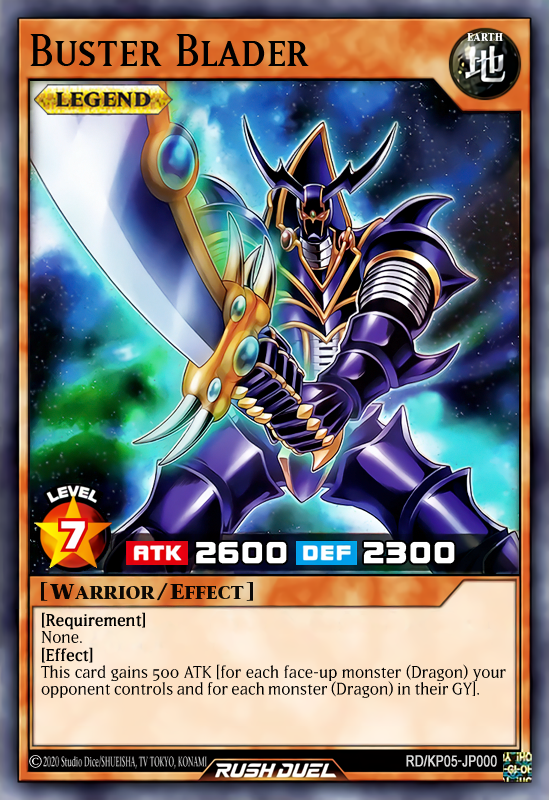 Buster Blader
EARTH
地
LEGEND
LEVEL
7
ATK 2600 DEF 2300
[Warrior/Effect]
[Requirement]
None.
[Effect]
This card gains 500 ATK [for each face-up monster (Dragon) your
opponent controls and for each monster (Dragon) in their GY].
©2020 Studio Dice/SHUEISHA, TV TOKYO, KONAMI
RUSH DUEL
RD/KP05-JP000